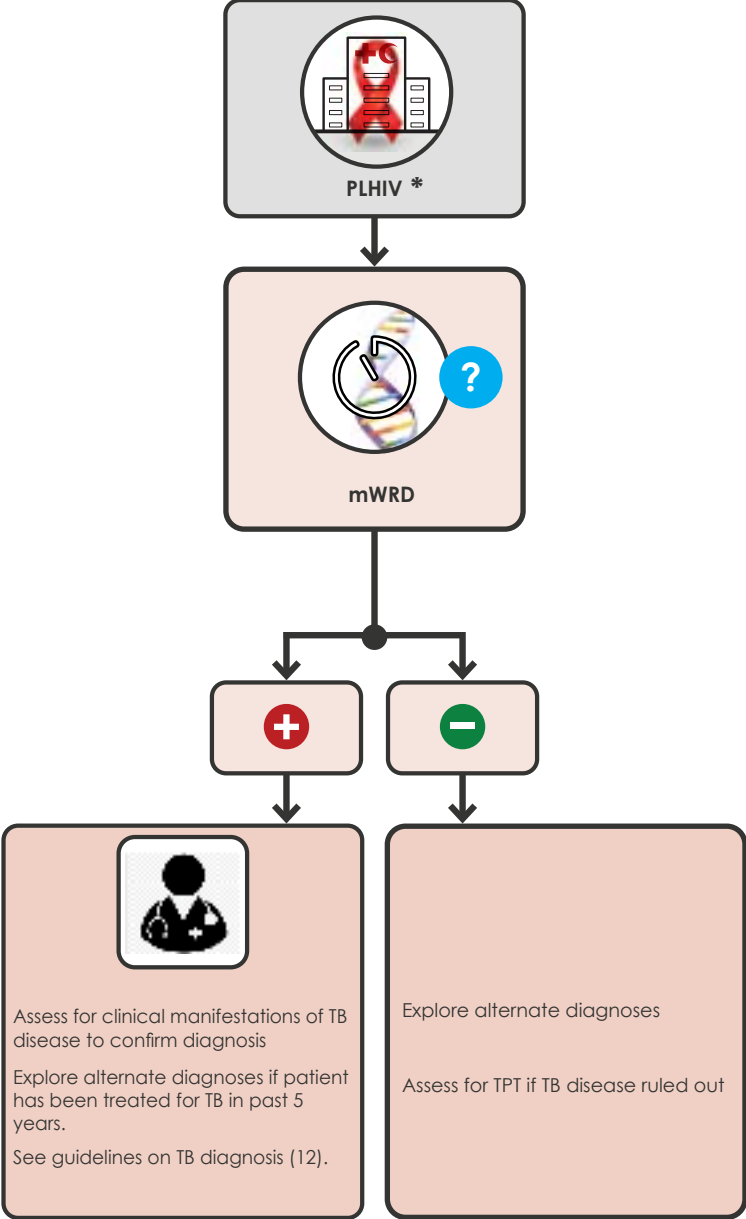 PLHIV *
?
mWRD
Assess for clinical manifestations of TB
disease to confirm diagnosis
Explore alternate diagnoses if patient
has been treated for TB in past 5
years.
See guidelines on TB diagnosis (12).
Explore alternate diagnoses
Assess for TPT if TB disease ruled out